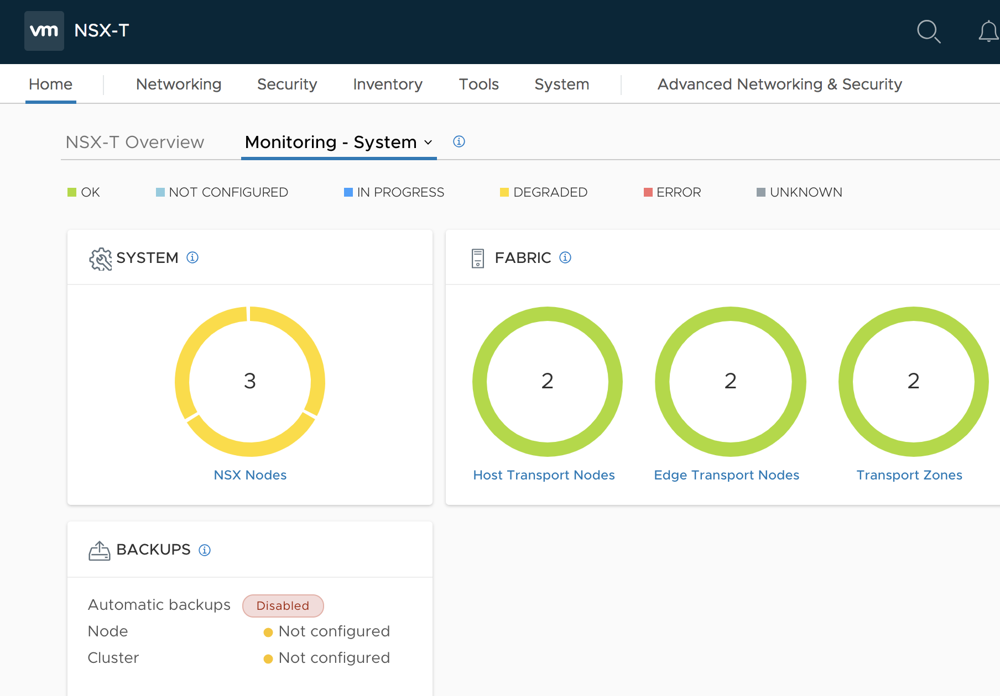 vm NSX-T
Home Networking Security Inventory Tools System Advanced Networking & Security
NSX-T Overview Monitoring - System
OK NOT CONFIGURED IN PROGRESS DEGRADED ERROR UNKNOWN
SYSTEM
3
NSX Nodes
FABRIC
2 2 2
Host Transport Nodes Edge Transport Nodes Transport Zones
BACKUPS
Automatic backups Disabled
Node Not configured
Cluster Not configured